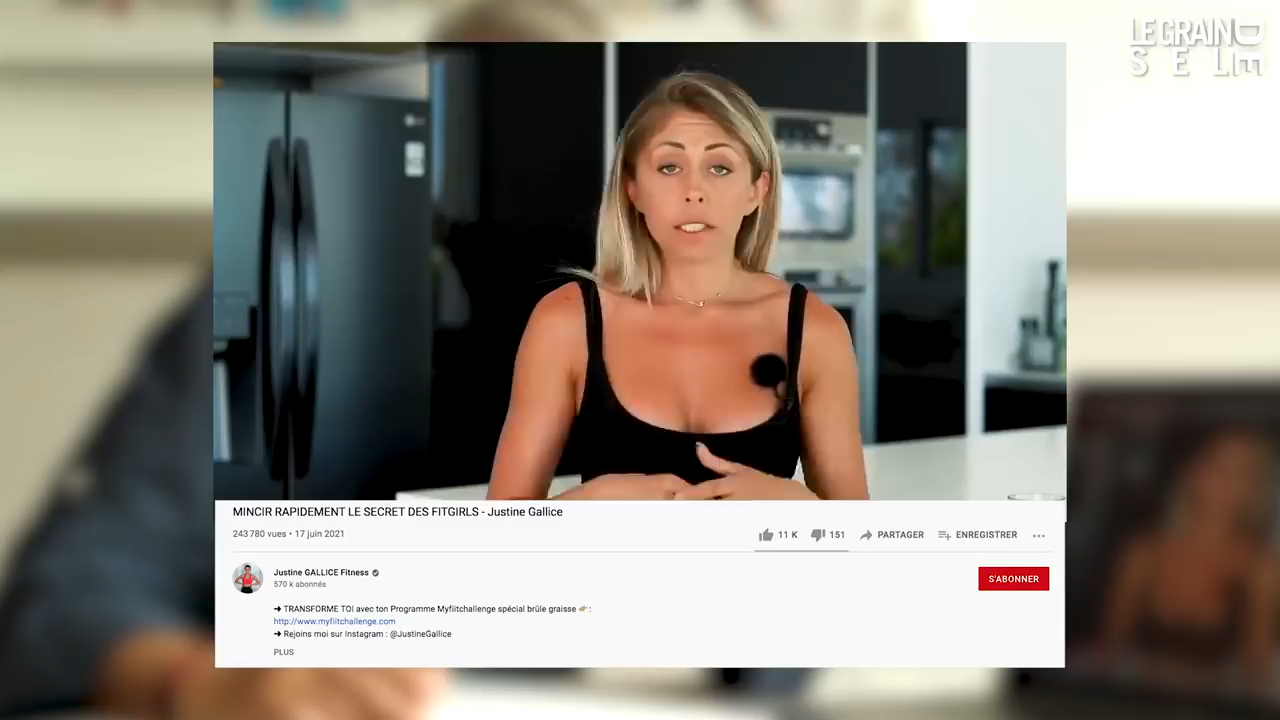 LE GRAIN DE
SEL
MINCIR RAPIDEMENT LE SECRET DES FITGIRLS - Justine Gallice
243 780 vues • 17 juin 2021
11 K 151 PARTAGER ENREGISTRER
Justine GALLICE Fitness
570 k abonnés
S'ABONNER
➜ TRANSFORME TOI avec ton Programme Myfiitchallenge spécial brûle graisse 👉 :
http://www.myfiitchallenge.com
➜ Rejoins moi sur Instagram : @JustineGallice
PLUS